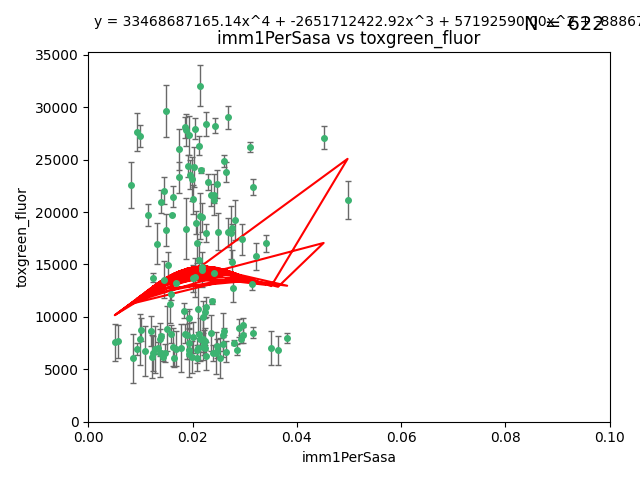 y = 33468687165.14x^4 + -2651712422.92x^3 + 57192590.
N = 622
imm1PerSasa vs toxgreen_fluor
35000
30000
25000
20000
15000
10000
5000
0
toxgreen_fluor
0.00 0.02 0.04 0.06 0.08 0.10
imm1PerSasa